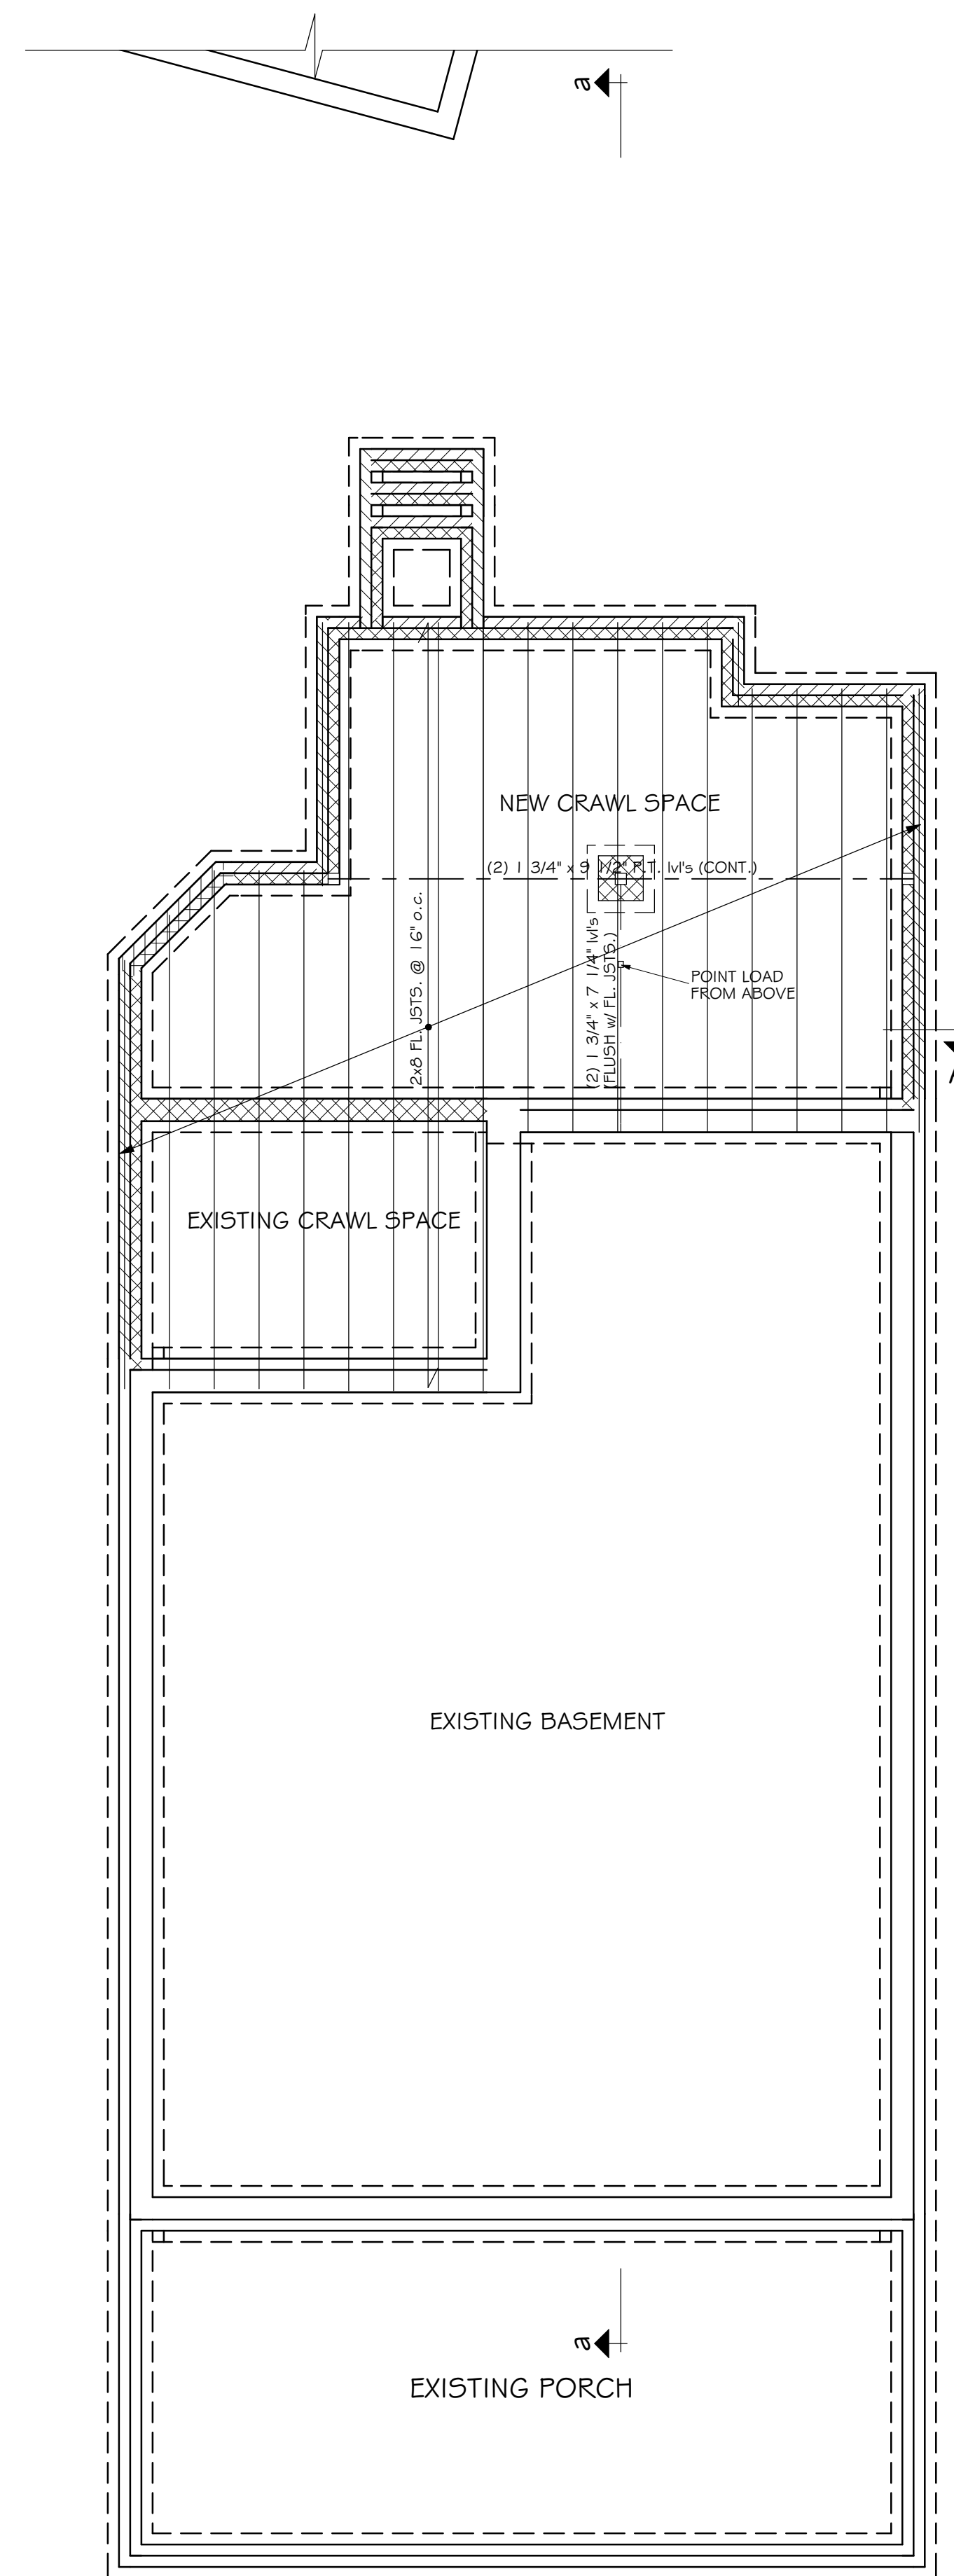 a
NEW CRAWL SPACE
(2) 1 3/4" x 9 1/2" P.T. lvl's (CONT.)
2x8 FL. JSTS. @ 16" o.c.
(2) 1 3/4" x 7 1/4" lvl's
(FLUSH w/ FL. JSTS.)
POINT LOAD
FROM ABOVE
EXISTING CRAWL SPACE
EXISTING BASEMENT
a
EXISTING PORCH